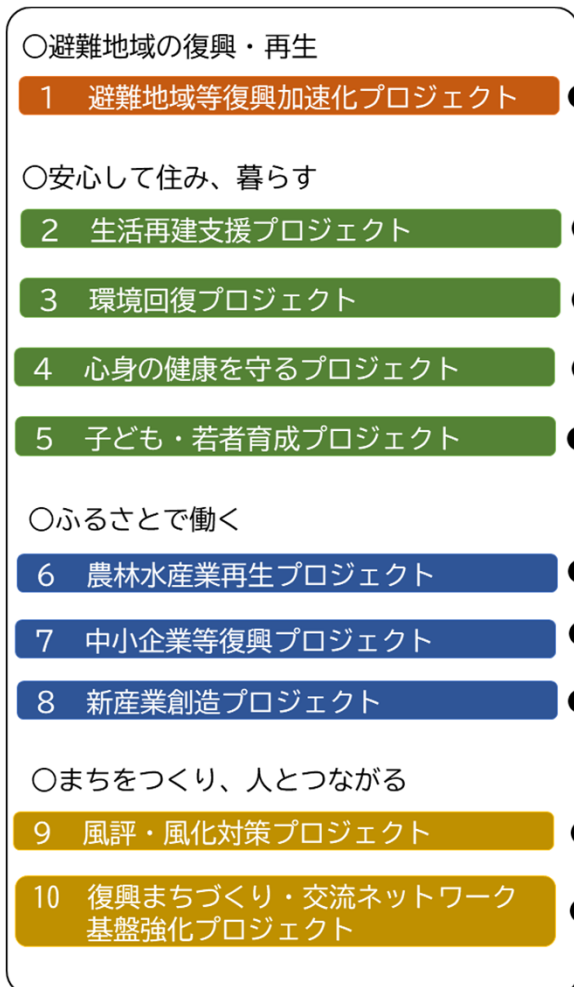 〇避難地域の復興・再生
1 避難地域等復興加速化プロジェクト
〇安心して住み、暮らす
2 生活再建支援プロジェクト
3 環境回復プロジェクト
4 心身の健康を守るプロジェクト
5 子ども・若者育成プロジェクト
〇ふるさとで働く
6 農林水産業再生プロジェクト
7 中小企業等復興プロジェクト
8 新産業創造プロジェクト
〇まちをつくり、人とつながる
9 風評・風化対策プロジェクト
10 復興まちづくり・交流ネットワーク
基盤強化プロジェクト